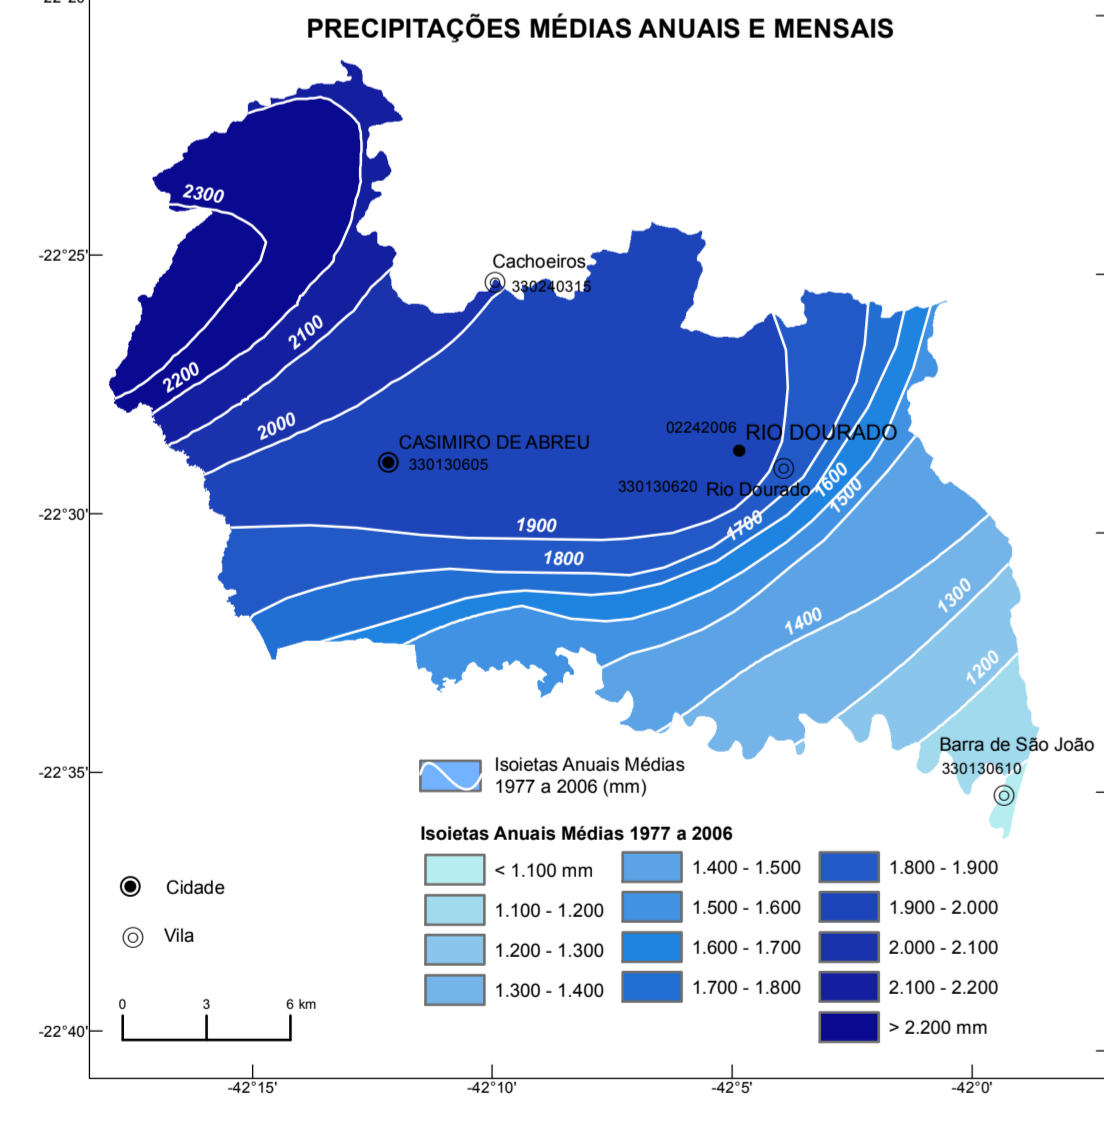 -22°20'
PRECIPITAÇÕES MÉDIAS ANUAIS E MENSAIS
2300
-22°25'
Cachoeiros
330240315
2100
2200
2000
02242006
RIO DOURADO
CASIMIRO DE ABREU
330130605
330130620
Rio Dourado
1600
1500
-22°30'
1900
1700
1800
1300
1400
1200
Barra de São João
330130610
-22°35'
Isoietas Anuais Médias
1977 a 2006 (mm)
Isoietas Anuais Médias 1977 a 2006
< 1.100 mm
1.100 - 1.200
1.200 - 1.300
1.300 - 1.400
1.400 - 1.500
1.500 - 1.600
1.600 - 1.700
1.700 - 1.800
1.800 - 1.900
1.900 - 2.000
2.000 - 2.100
2.100 - 2.200
> 2.200 mm
Cidade
Vila
0 3 6 km
-22°40'
-42°15' -42°10' -42°5' -42°0'